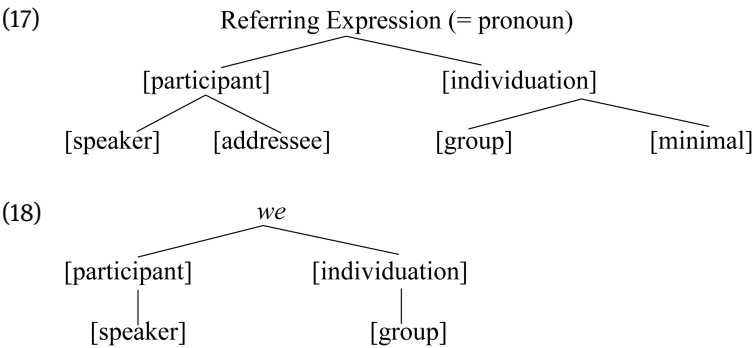 (17) Referring Expression (= pronoun)
[participant] [individuation]
[speaker] [addressee] [group] [minimal]
(18) we
[participant] [individuation]
[speaker] [group]